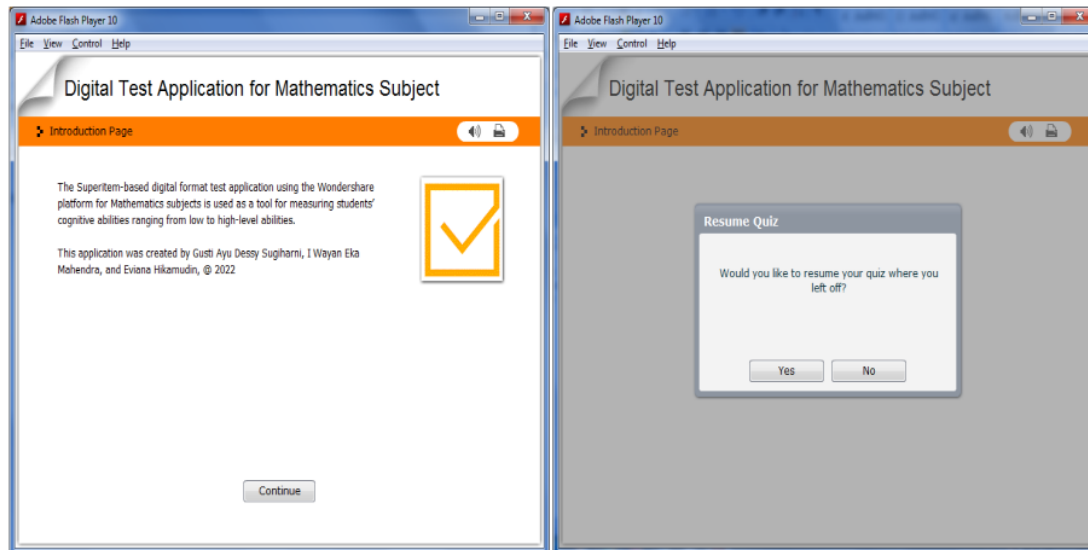 Adobe Flash Player 10
File View Control Help
Digital Test Application for Mathematics Subject
Introduction Page
The Superitem-based digital format test application using the Wondershare
platform for Mathematics subjects is used as a tool for measuring students'
cognitive abilities ranging from low to high-level abilities.
This application was created by Gusti Ayu Dessy Sugiharni, I Wayan Eka
Mahendra, and Eviana Hikamudin, @ 2022
Continue
Adobe Flash Player 10
File View Control Help
Digital Test Application for Mathematics Subject
Introduction Page
Resume Quiz
Would you like to resume your quiz where you
left off?
Yes No